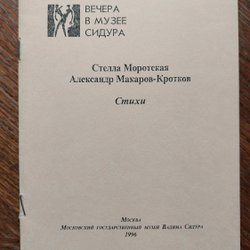 ВЕЧЕРА
В МУЗЕЕ
СИДУРА
Стелла Моротская
Александр Макаров-Кротков
Стихи
Москва
Московский государственный музей Вадима Сидура
1996